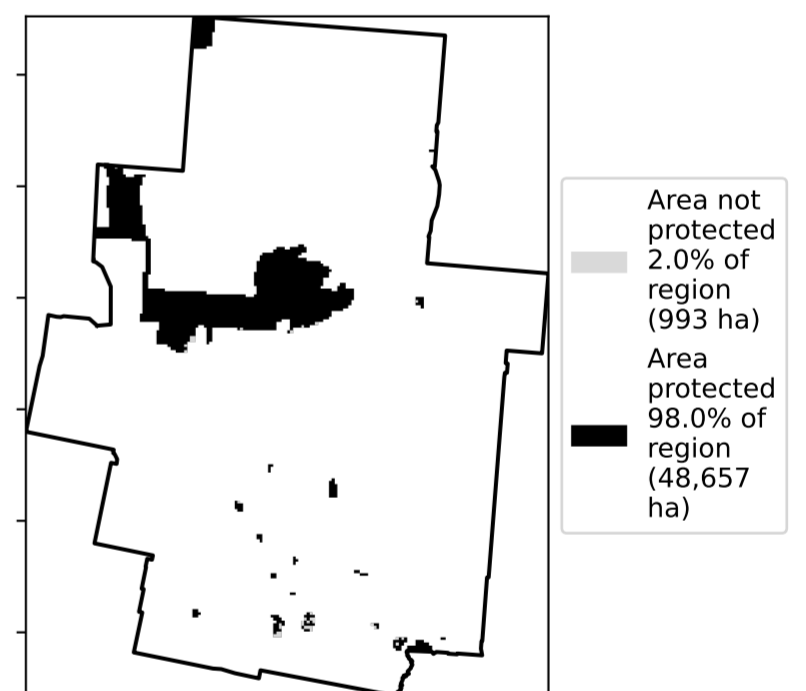 Area not
protected
2.0% of
region
(993 ha)
Area
protected
98.0% of
region
(48,657
ha)